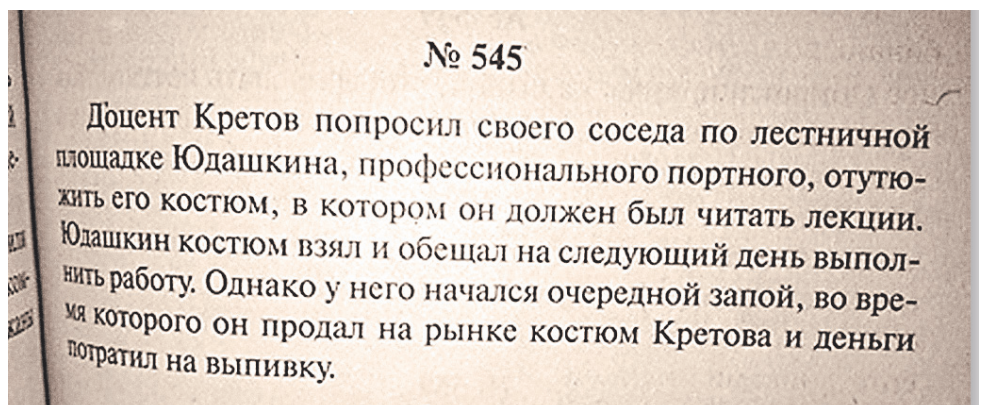 № 545
Доцент Кретов попросил своего соседа по лестничной
площадке Юдашкина, профессионального портного, отутю-
жить его костюм, в котором он должен был читать лекции.
Юдашкин костюм взял и обещал на следующий день выпол-
нить работу. Однако у него начался очередной запой, во вре-
мя которого он продал на рынке костюм Кретова и деньги
потратил на выпивку.